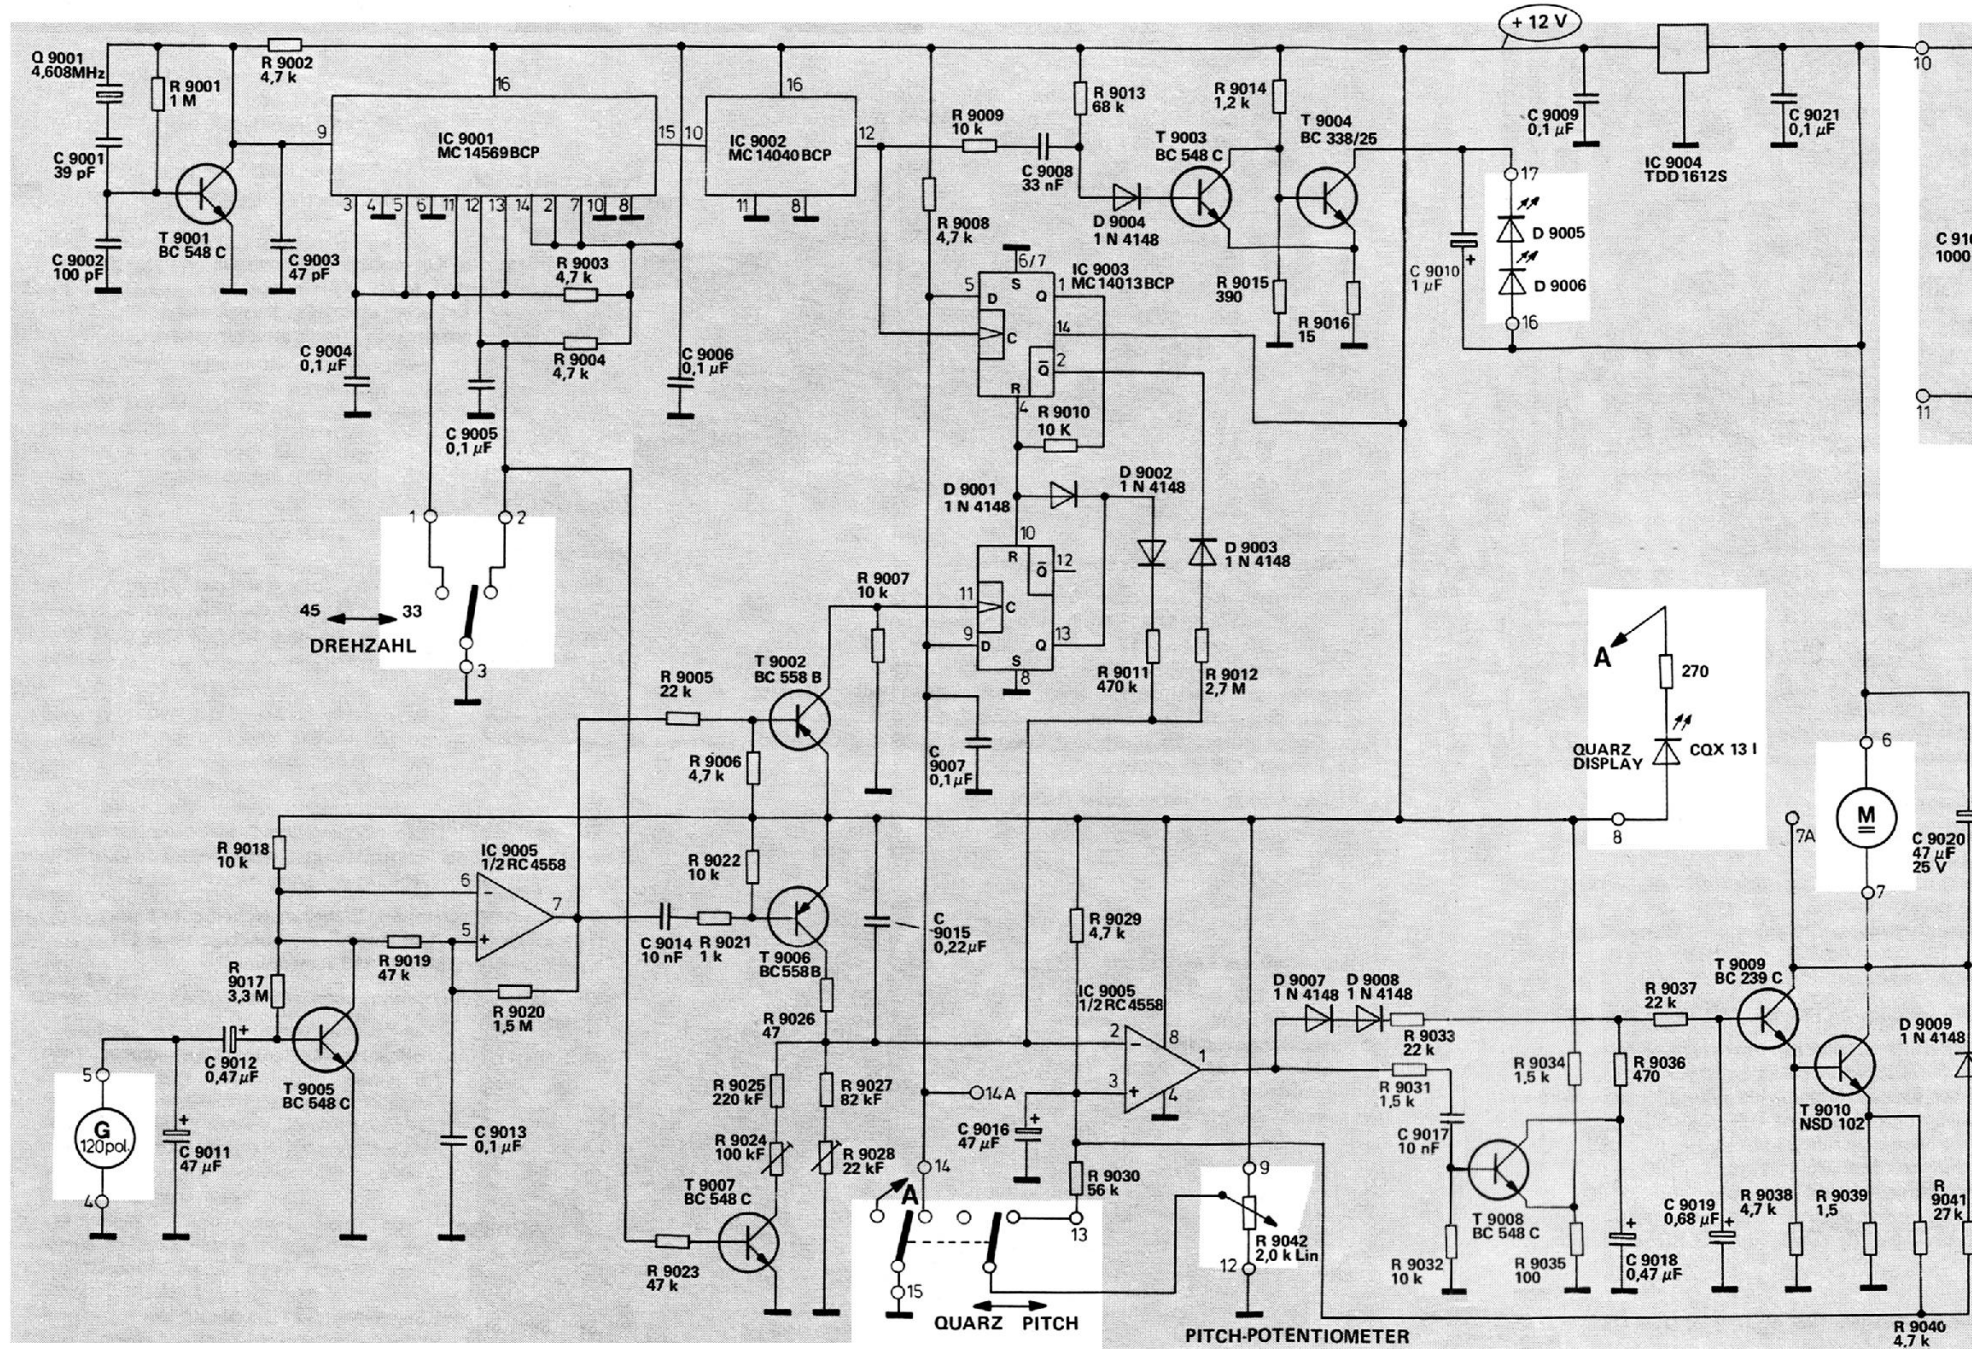 + 12 V
Q 9001
4,608MHz
R 9001
1 M
R 9002
4,7 k
16
9
IC 9001
MC 14569 BCP
15
10
16
IC 9002
MC 14040 BCP
12
11
8
C 9001
39 pF
C 9002
100 pF
T 9001
BC 548 C
C 9003
47 pF
3
4
5
6
11
12
13
14
2
7
10
8
R 9003
4,7 k
R 9004
4,7 k
C 9004
0,1 µF
C 9005
0,1 µF
C 9006
0,1 µF
R 9009
10 k
C 9008
33 nF
R 9013
68 k
R 9008
4,7 k
D 9004
1 N 4148
T 9003
BC 548 C
R 9014
1,2 k
T 9004
BC 338/25
R 9015
390
R 9016
15
C 9009
0,1 µF
IC 9004
TDD 1612S
C 9021
0,1 µF
10
11
C 9010
1 µF
17
D 9005
D 9006
16
6/7
IC 9003
MC 14013 BCP
5
D
S
Q
1
C
14
Q
2
R
4
R 9010
10 K
D 9001
1 N 4148
D 9002
1 N 4148
D 9003
1 N 4148
10
R
Q
12
11
C
9
D
Q
13
S
8
R 9007
10 k
R 9011
470 k
R 9012
2,7 M
C
9007
0,1 µF
1
2
45
33
DREHZAHL
3
R 9005
22 k
T 9002
BC 558 B
R 9006
4,7 k
A
270
QUARZ
DISPLAY
CQX 13 I
8
6
M
7A
7
C 9020
47 µF
25 V
R 9018
10 k
IC 9005
1/2 RC 4558
6
-
5
+
7
R 9022
10 k
C 9014
10 nF
R 9021
1 k
T 9006
BC 558 B
C
9015
0,22 µF
R 9029
4,7 k
R
9017
3,3 M
R 9019
47 k
R 9020
1,5 M
R 9026
47
IC 9005
1/2 RC 4558
2
-
3
+
8
4
1
D 9007
1 N 4148
D 9008
1 N 4148
R 9033
22 k
R 9031
1,5 k
R 9034
1,5 k
R 9036
470
R 9037
22 k
T 9009
BC 239 C
D 9009
1 N 4148
T 9010
NSD 102
C 9012
0,47 µF
T 9005
BC 548 C
5
G
120 pol.
4
C 9011
47 µF
C 9013
0,1 µF
R 9025
220 kF
R 9027
82 kF
R 9024
100 kF
R 9028
22 kF
T 9007
BC 548 C
R 9023
47 k
14 A
14
C 9016
47 µF
R 9030
56 k
A
13
15
QUARZ
PITCH
9
R 9042
2,0 k Lin
12
PITCH-POTENTIOMETER
C 9017
10 nF
T 9008
BC 548 C
R 9032
10 k
R 9035
100
C 9018
0,47 µF
C 9019
0,68 µF
R 9038
4,7 k
R 9039
1,5
R
9041
27 k
R 9040
4,7 k